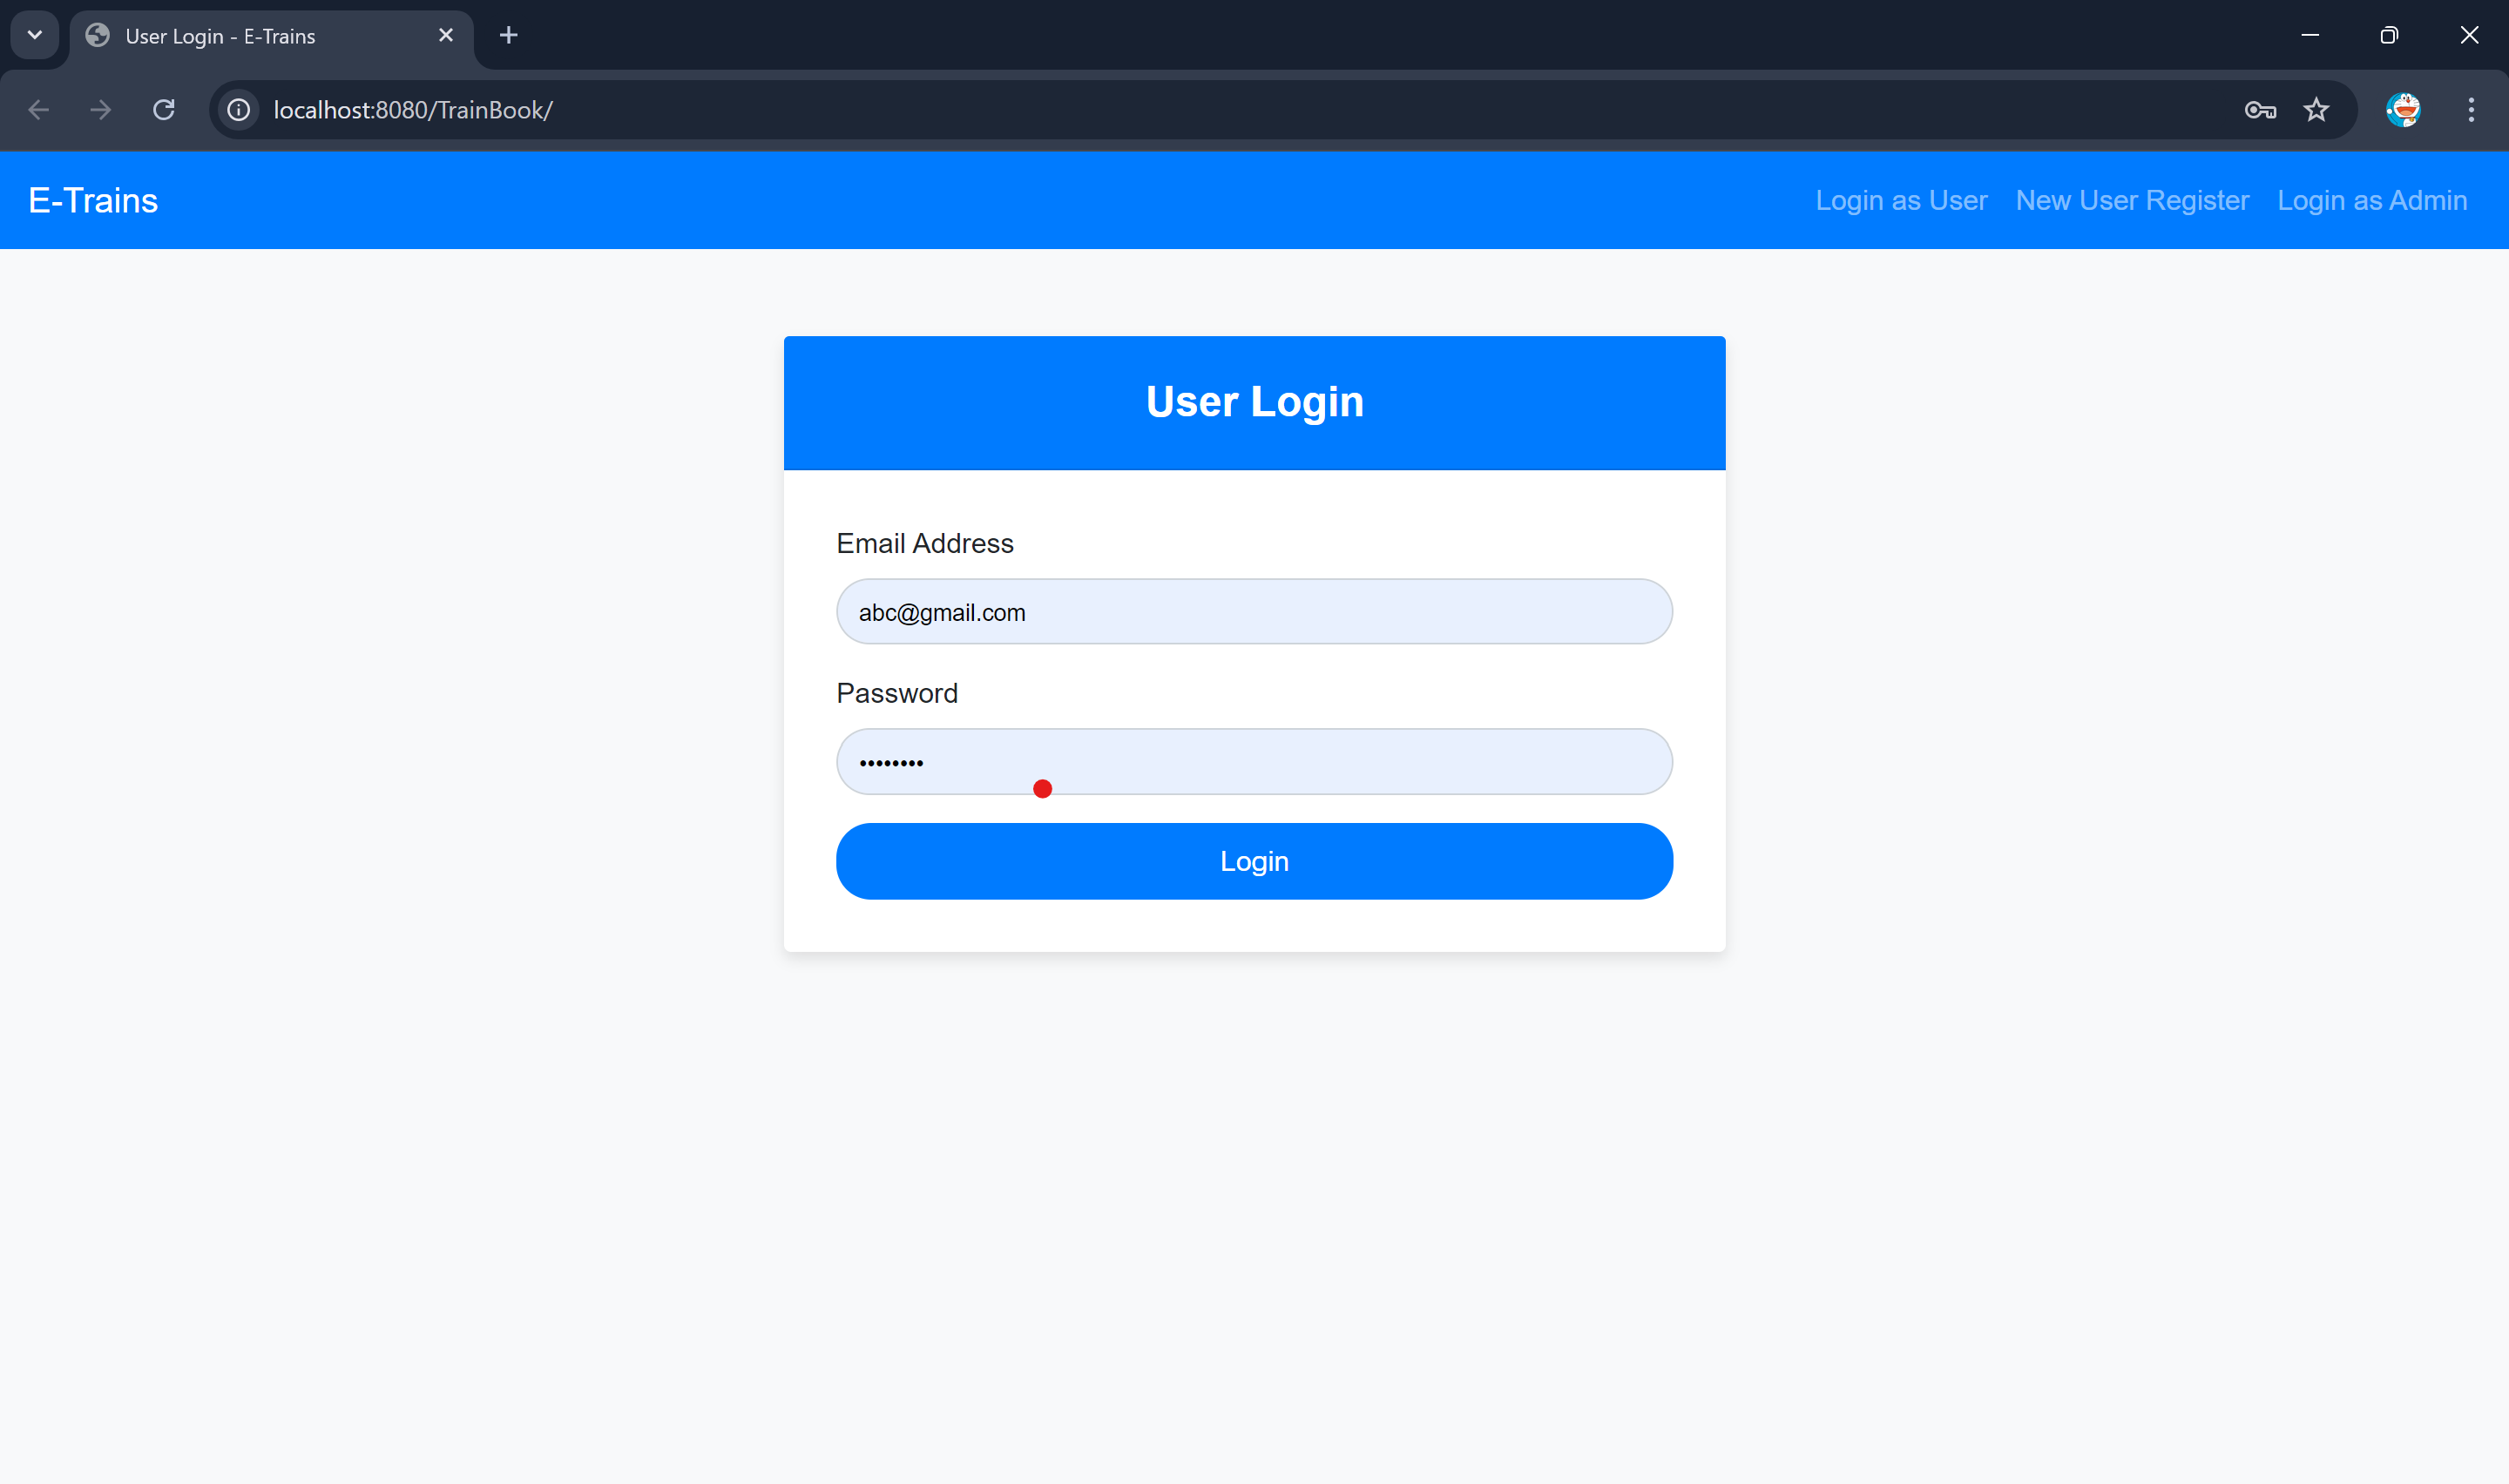 User Login - E-Trains
localhost:8080/TrainBook/
E-Trains
Login as User New User Register Login as Admin
User Login
Email Address
abc@gmail.com
Password
••••••••
Login